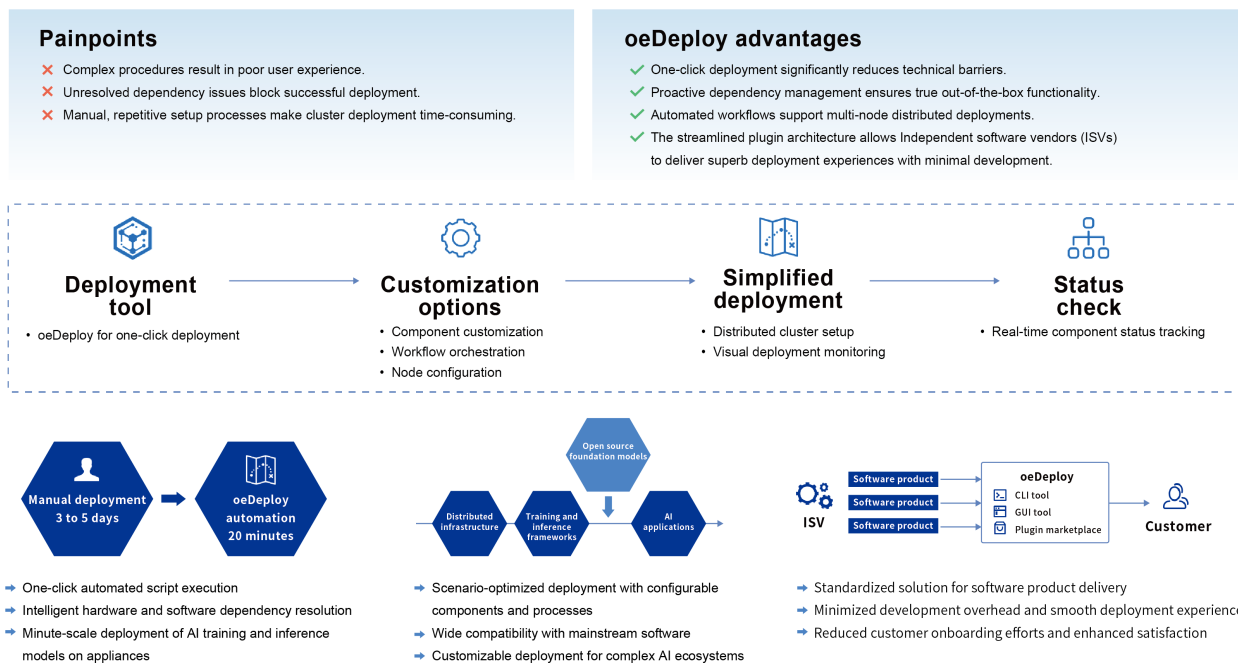 Painpoints
Complex procedures result in poor user experience.
Unresolved dependency issues block successful deployment.
Manual, repetitive setup processes make cluster deployment time-consuming.
oeDeploy advantages
One-click deployment significantly reduces technical barriers.
Proactive dependency management ensures true out-of-the-box functionality.
Automated workflows support multi-node distributed deployments.
The streamlined plugin architecture allows Independent software vendors (ISVs)
to deliver superb deployment experiences with minimal development.
Deployment
tool
• oeDeploy for one-click deployment
Customization
options
• Component customization
• Workflow orchestration
• Node configuration
Simplified
deployment
• Distributed cluster setup
• Visual deployment monitoring
Status
check
• Real-time component status tracking
Manual deployment
3 to 5 days
oeDeploy
automation
20 minutes
One-click automated script execution
Intelligent hardware and software dependency resolution
Minute-scale deployment of AI training and inference
models on appliances
Open source
foundation models
Distributed
infrastructure
Training and
inference
frameworks
AI
applications
Scenario-optimized deployment with configurable
components and processes
Wide compatibility with mainstream software
Customizable deployment for complex AI ecosystems
ISV
Software product
Software product
Software product
oeDeploy
CLI tool
GUI tool
Plugin marketplace
Customer
Standardized solution for software product delivery
Minimized development overhead and smooth deployment experience
Reduced customer onboarding efforts and enhanced satisfaction